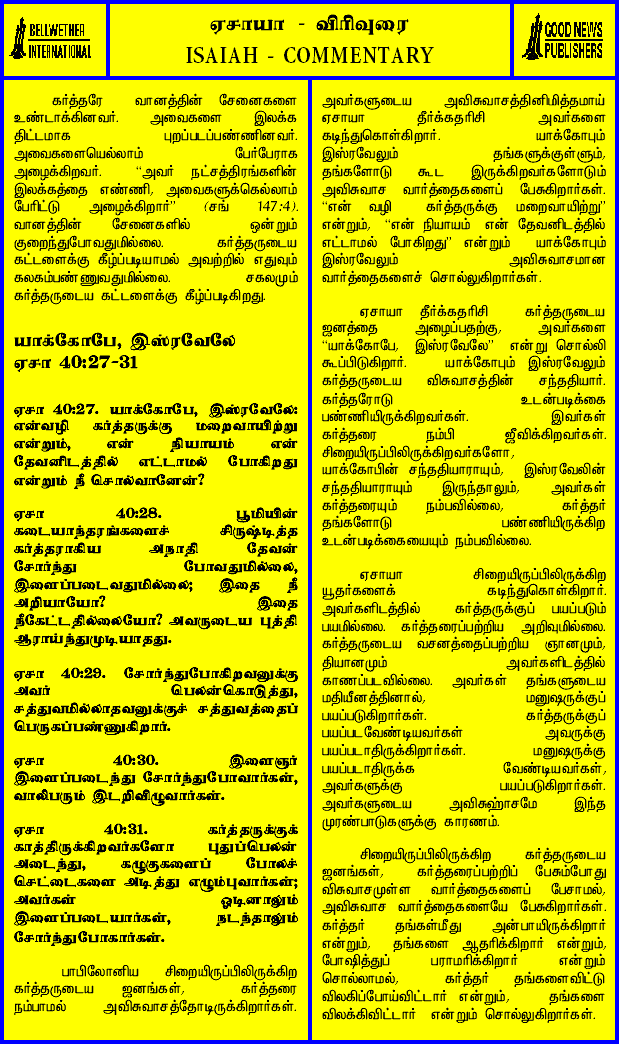 BELLWETHER
INTERNATIONAL
ஏசாயா - விரிவுரை
ISAIAH - COMMENTARY
GOOD NEWS
PUBLISHERS
கர்த்தரே வானத்தின் சேனைகளை
உண்டாக்கினவர். அவைகளை இலக்க
திட்டமாக புறப்படப்பண்ணினவர்.
அவைகளையெல்லாம் பேர்பேராக
அழைக்கிறவர். “அவர் நட்சத்திரங்களின்
இலக்கத்தை எண்ணி, அவைகளுக்கெல்லாம்
பேரிட்டு அழைக்கிறார்” (சங் 147:4).
வானத்தின் சேனைகளில் ஒன்றும்
குறைந்துபோவதுமில்லை. கர்த்தருடைய
கட்டளைக்கு கீழ்ப்படியாமல் அவற்றில் எதுவும்
கலகம்பண்ணுவதுமில்லை. சகலமும்
கர்த்தருடைய கட்டளைக்கு கீழ்ப்படிகிறது.
யாக்கோபே, இஸ்ரவேலே
ஏசா 40:27-31
ஏசா 40:27. யாக்கோபே, இஸ்ரவேலே:
என்வழி கர்த்தருக்கு மறைவாயிற்று
என்றும், என் நியாயம் என்
தேவனிடத்தில் எட்டாமல் போகிறது
என்றும் நீ சொல்வானேன்?
ஏசா 40:28. பூமியின்
கடையாந்தரங்களைச் சிருஷ்டித்த
கர்த்தராகிய அநாதி தேவன்
சோர்ந்து போவதுமில்லை,
இளைப்படைவதுமில்லை; இதை நீ
அறியாயோ? இதை
நீகேட்டதில்லையோ? அவருடைய புத்தி
ஆராய்ந்துமுடியாதது.
ஏசா 40:29. சோர்ந்துபோகிறவனுக்கு
அவர் பெலன்கொடுத்து,
சத்துவமில்லாதவனுக்குச் சத்துவத்தைப்
பெருகப்பண்ணுகிறார்.
ஏசா 40:30. இளைஞர்
இளைப்படைந்து சோர்ந்துபோவார்கள்,
வாலிபரும் இடறிவிழுவார்கள்.
ஏசா 40:31. கர்த்தருக்குக்
காத்திருக்கிறவர்களோ புதுப்பெலன்
அடைந்து, கழுகுகளைப் போலச்
செட்டைகளை அடித்து எழும்புவார்கள்;
அவர்கள் ஓடினாலும்
இளைப்படையார்கள், நடந்தாலும்
சோர்ந்துபோகார்கள்.
பாபிலோனிய சிறையிருப்பிலிருக்கிற
கர்த்தருடைய ஜனங்கள், கர்த்தரை
நம்பாமல் அவிசுவாசத்தோடிருக்கிறார்கள்.
அவர்களுடைய அவிசுவாசத்தினிமித்தமாய்
ஏசாயா தீர்க்கதரிசி அவர்களை
கடிந்துகொள்கிறார். யாக்கோபும்
இஸ்ரவேலும் தங்களுக்குள்ளும்,
தங்களோடு கூட இருக்கிறவர்களோடும்
அவிசுவாச வார்த்தைகளைப் பேசுகிறார்கள்.
“என் வழி கர்த்தருக்கு மறைவாயிற்று”
என்றும், “என் நியாயம் என் தேவனிடத்தில்
எட்டாமல் போகிறது” என்றும் யாக்கோபும்
இஸ்ரவேலும் அவிசுவாசமான
வார்த்தைகளைச் சொல்லுகிறார்கள்.
ஏசாயா தீர்க்கதரிசி கர்த்தருடைய
ஜனத்தை அழைப்பதற்கு, அவர்களை
“யாக்கோபே, இஸ்ரவேலே” என்று சொல்லி
கூப்பிடுகிறார். யாக்கோபும் இஸ்ரவேலும்
கர்த்தருடைய விசுவாசத்தின் சந்ததியார்.
கர்த்தரோடு உடன்படிக்கை
பண்ணியிருக்கிறவர்கள். இவர்கள்
கர்த்தரை நம்பி ஜீவிக்கிறவர்கள்.
சிறையிருப்பிலிருக்கிறவர்களோ,
யாக்கோபின் சந்ததியாராயும், இஸ்ரவேலின்
சந்ததியாராயும் இருந்தாலும், அவர்கள்
கர்த்தரையும் நம்பவில்லை, கர்த்தர்
தங்களோடு பண்ணியிருக்கிற
உடன்படிக்கையையும் நம்பவில்லை.
ஏசாயா சிறையிருப்பிலிருக்கிற
யூதர்களைக் கடிந்துகொள்கிறார்.
அவர்களிடத்தில் கர்த்தருக்குப் பயப்படும்
பயமில்லை. கர்த்தரைப்பற்றிய அறிவுமில்லை.
கர்த்தருடைய வசனத்தைப்பற்றிய ஞானமும்,
தியானமும் அவர்களிடத்தில்
காணப்படவில்லை. அவர்கள் தங்களுடைய
மதியீனத்தினால், மனுஷருக்குப்
பயப்படுகிறார்கள். கர்த்தருக்குப்
பயப்படவேண்டியவர்கள் அவருக்கு
பயப்படாதிருக்கிறார்கள். மனுஷருக்கு
பயப்படாதிருக்க வேண்டியவர்கள்,
அவர்களுக்கு பயப்படுகிறார்கள்.
அவர்களுடைய அவிசுஹாசமே இந்த
முரண்பாடுகளுக்கு காரணம்.
சிறையிருப்பிலிருக்கிற கர்த்தருடைய
ஜனங்கள், கர்த்தரைப்பற்றிப் பேசும்போது
விசுவாசமுள்ள வார்த்தைகளைப் பேசாமல்,
அவிசுவாச வார்த்தைகளையே பேசுகிறார்கள்.
கர்த்தர் தங்கள்மீது அன்பாயிருக்கிறார்
என்றும், தங்களை ஆதரிக்கிறார் என்றும்,
போஷித்துப் பராமரிக்கிறார் என்றும்
சொல்லாமல், கர்த்தர் தங்களைவிட்டு
விலகிப்போய்விட்டார் என்றும், தங்களை
விலக்கிவிட்டார் என்றும் சொல்லுகிறார்கள்.